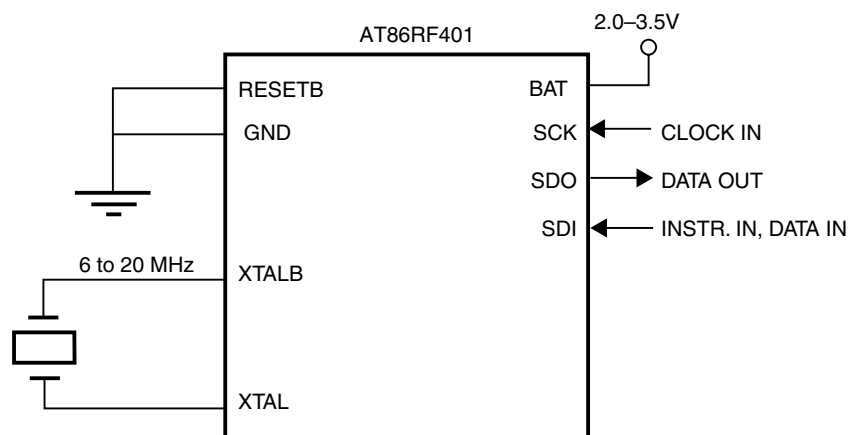 2.0–3.5V
AT86RF401
RESETB
BAT
GND
SCK
CLOCK IN
SDO
DATA OUT
SDI
INSTR. IN, DATA IN
6 to 20 MHz
XTALB
XTAL